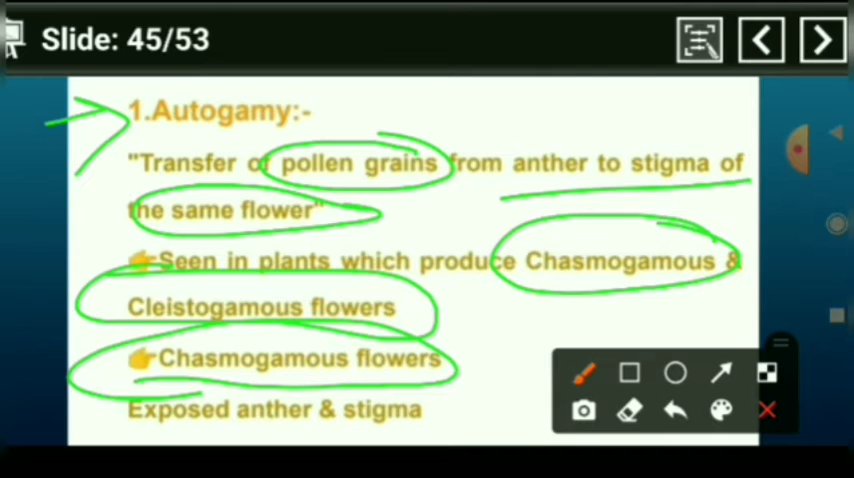 Slide: 45/53
1.Autogamy:-
"Transfer of pollen grains from anther to stigma of
the same flower"
👉Seen in plants which produce Chasmogamous &
Cleistogamous flowers
👉Chasmogamous flowers
Exposed anther & stigma